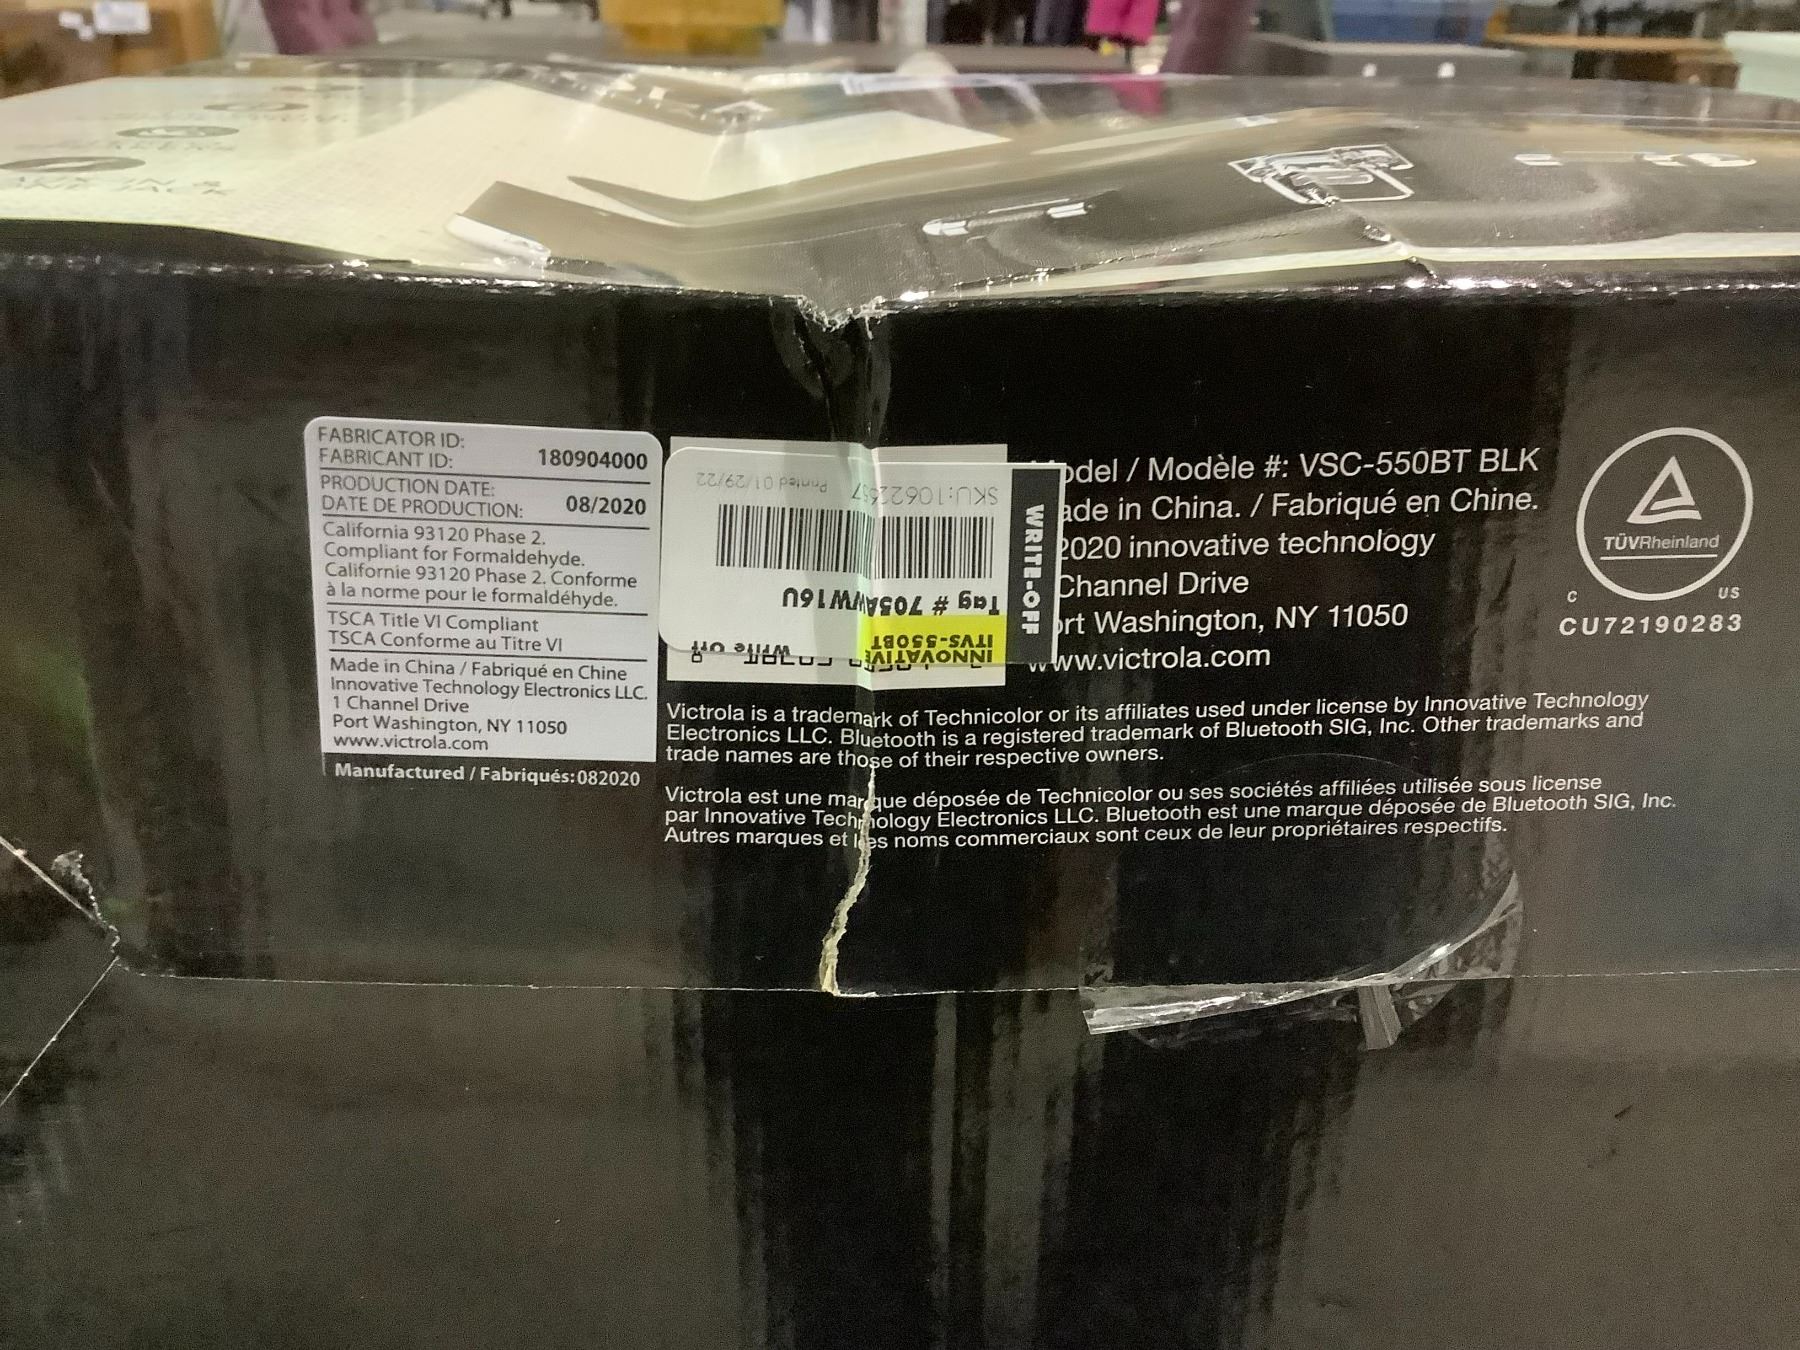 FABRICATOR ID:
FABRICANT ID: 180904000
PRODUCTION DATE:
DATE DE PRODUCTION: 08/2020
California 93120 Phase 2.
Compliant for Formaldehyde.
Californie 93120 Phase 2. Conforme
à la norme pour le formaldéhyde.
TSCA Title VI Compliant
TSCA Conforme au Titre VI
Made in China / Fabriqué en Chine
Innovative Technology Electronics LLC.
1 Channel Drive
Port Washington, NY 11050
www.victrola.com
Manufactured / Fabriqués:082020
INNOVATIVE
ITVS-550BT
Tag # 705AWW16U
Printed 01/29/22
WRITE-OFF
Write Off
odel / Modèle #: VSC-550BT BLK
ade in China. / Fabriqué en Chine.
2020 innovative technology
Channel Drive
ort Washington, NY 11050
www.victrola.com
TÜVRheinland
C US
CU72190283
Victrola is a trademark of Technicolor or its affiliates used under license by Innovative Technology
Electronics LLC. Bluetooth is a registered trademark of Bluetooth SIG, Inc. Other trademarks and
trade names are those of their respective owners.
Victrola est une marque déposée de Technicolor ou ses sociétés affiliées utilisée sous license
par Innovative Technology Electronics LLC. Bluetooth est une marque déposée de Bluetooth SIG, Inc.
Autres marques et les noms commerciaux sont ceux de leur propriétaires respectifs.